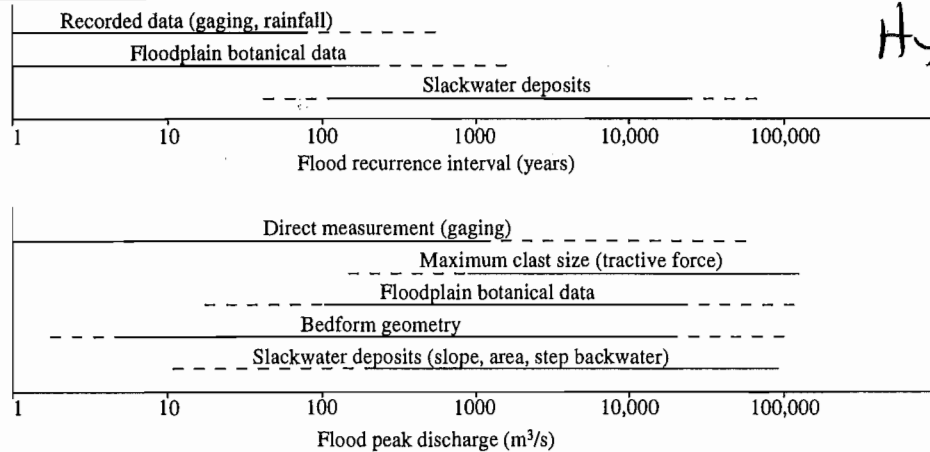 Recorded data (gaging, rainfall)
Floodplain botanical data
Slackwater deposits
1 10 100 1000 10,000 100,000
Flood recurrence interval (years)
Direct measurement (gaging)
Maximum clast size (tractive force)
Floodplain botanical data
Bedform geometry
Slackwater deposits (slope, area, step backwater)
1 10 100 1000 10,000 100,000
Flood peak discharge (m³/s)